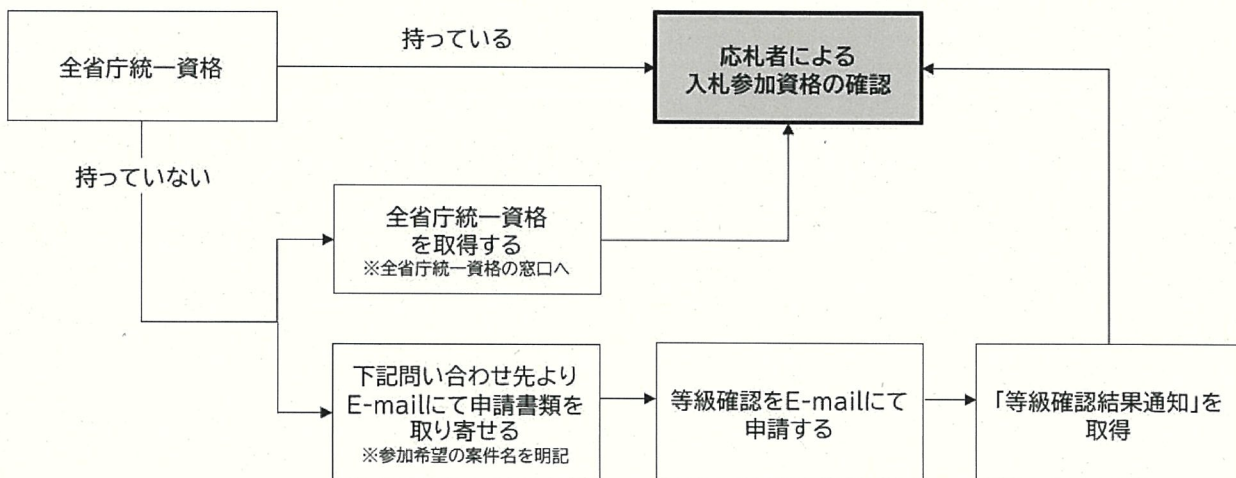 全省庁統一資格
持っている
応札者による
入札参加資格の確認
持っていない
全省庁統一資格
を取得する
※全省庁統一資格の窓口へ
下記問い合わせ先より
E-mailにて申請書類を
取り寄せる
※参加希望の案件名を明記
等級確認をE-mailにて
申請する
「等級確認結果通知」を
取得